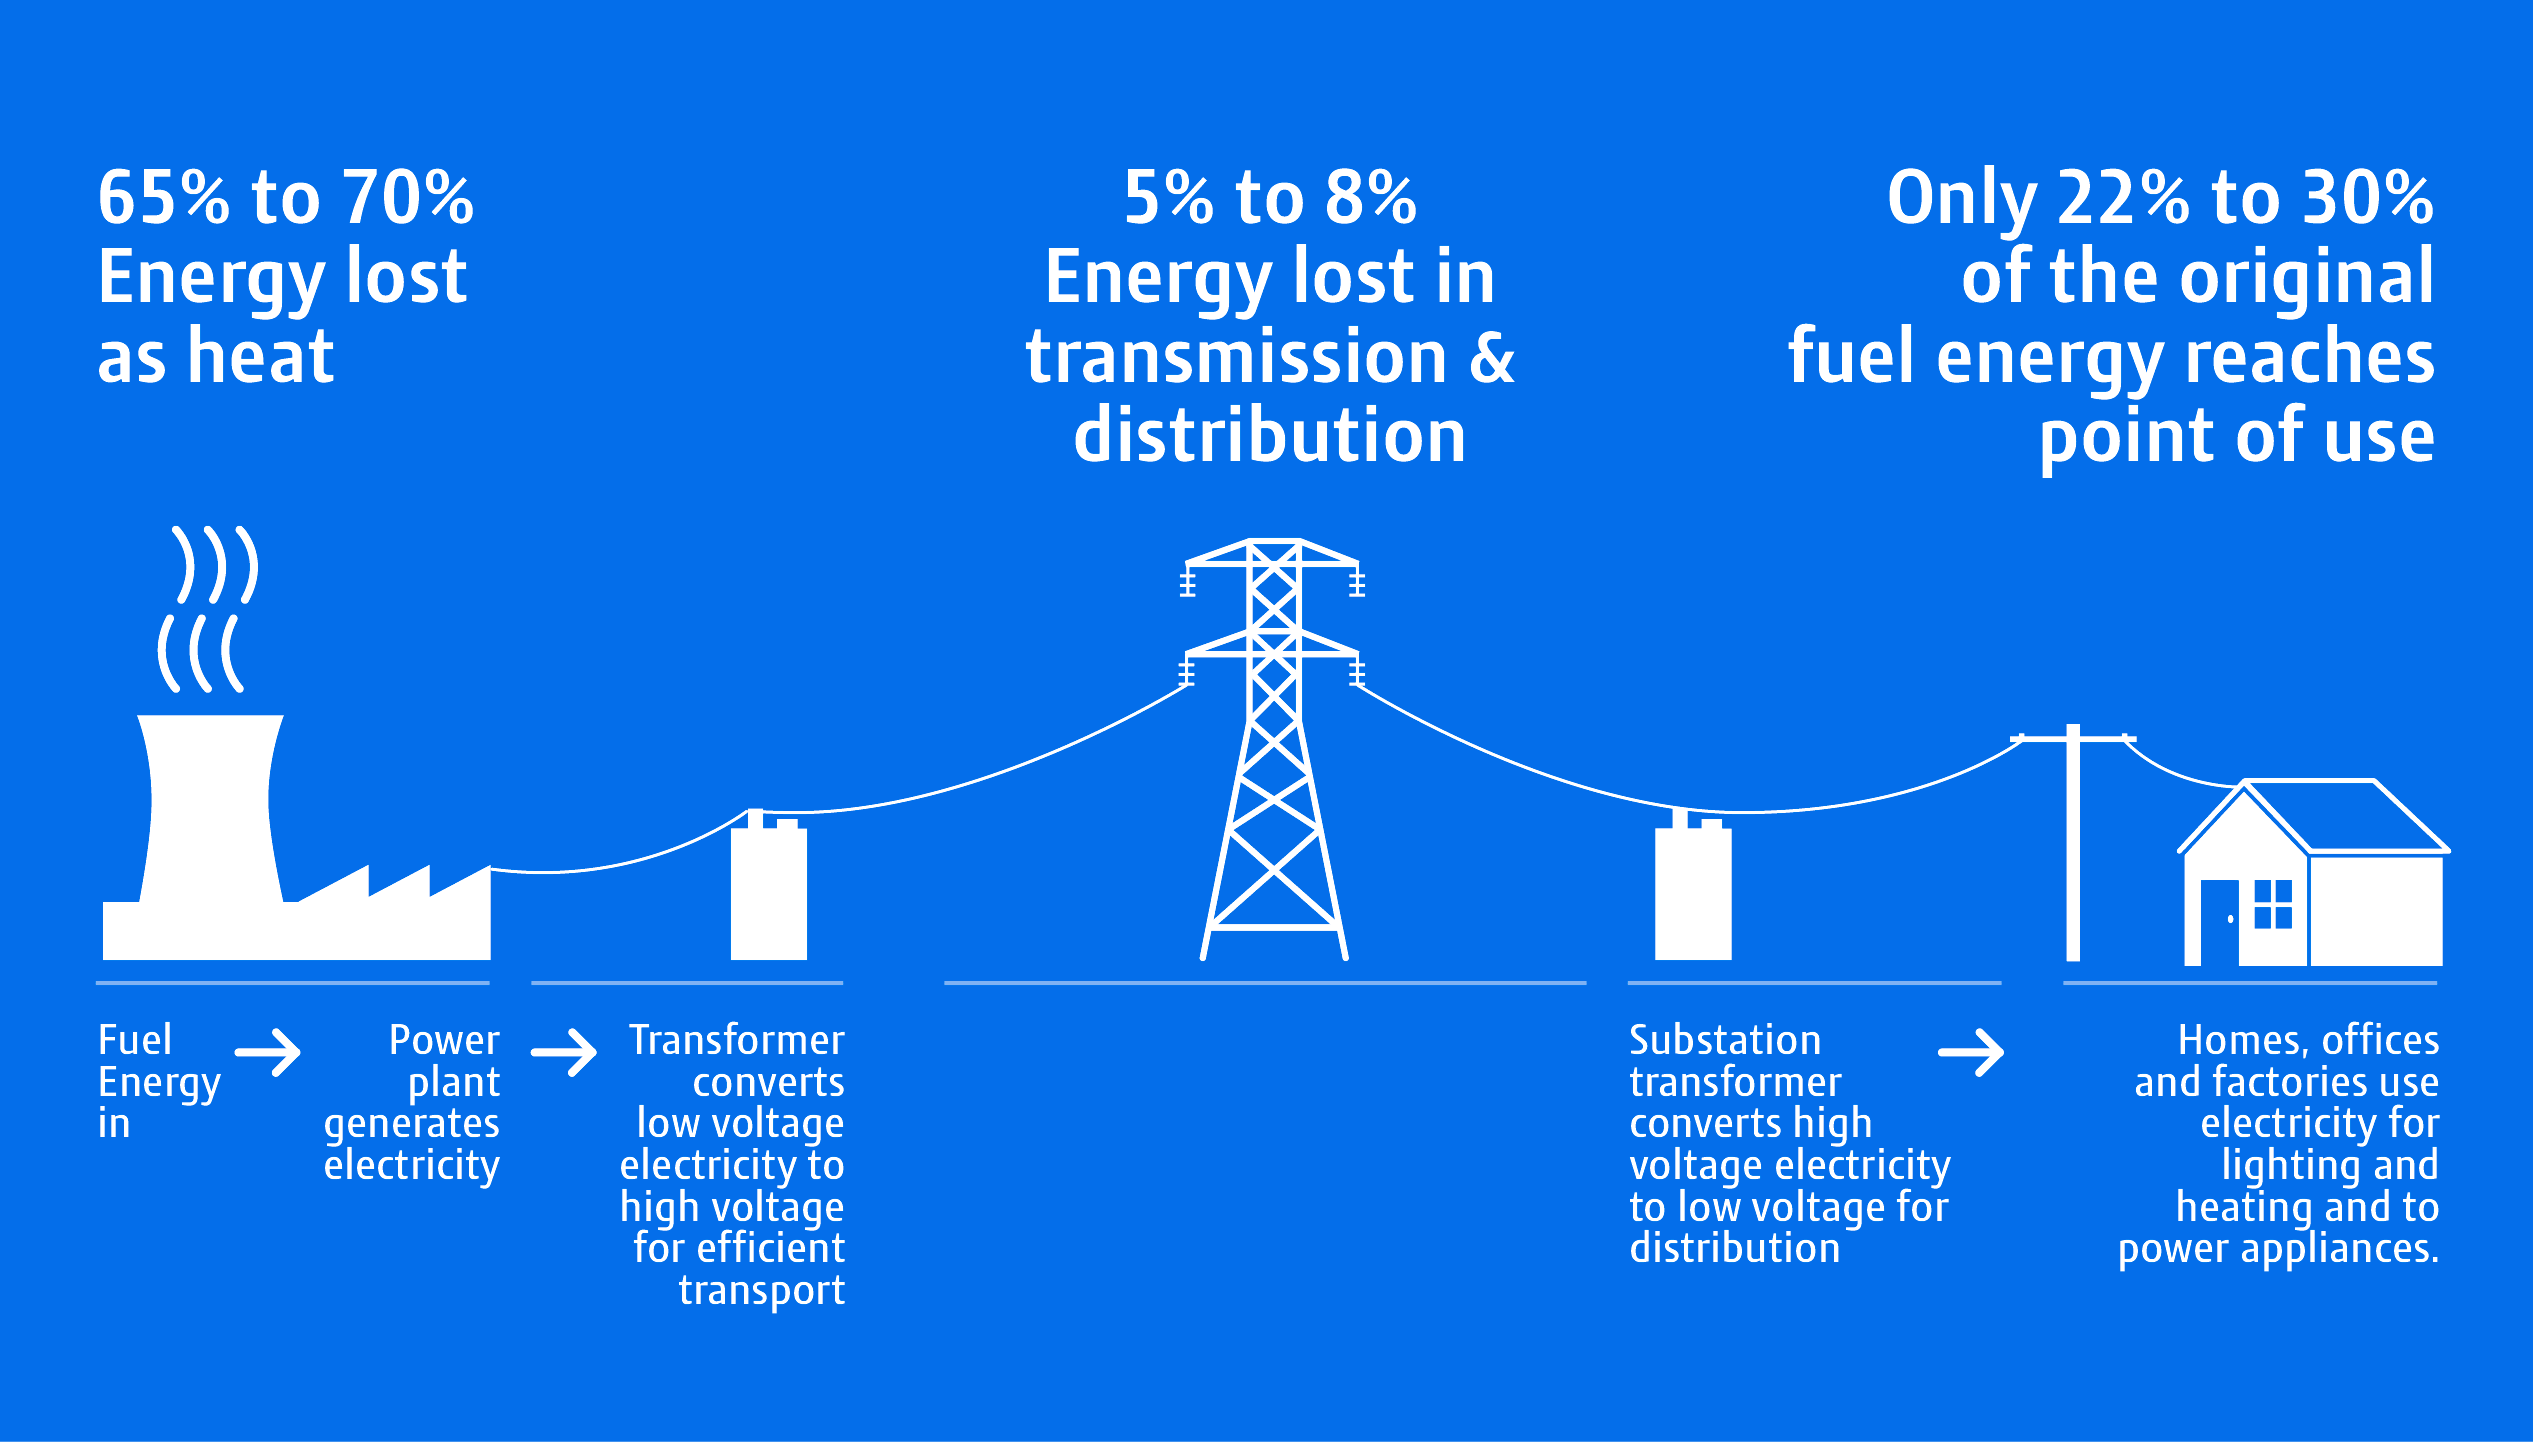 65% to 70%
Energy lost
as heat
5% to 8%
Energy lost in
transmission &
distribution
Only 22% to 30%
of the original
fuel energy reaches
point of use
Fuel
Energy
in
Power
plant
generates
electricity
Transformer
converts
low voltage
electricity to
high voltage
for efficient
transport
Substation
transformer
converts high
voltage electricity
to low voltage for
distribution
Homes, offices
and factories use
electricity for
lighting and
heating and to
power appliances.